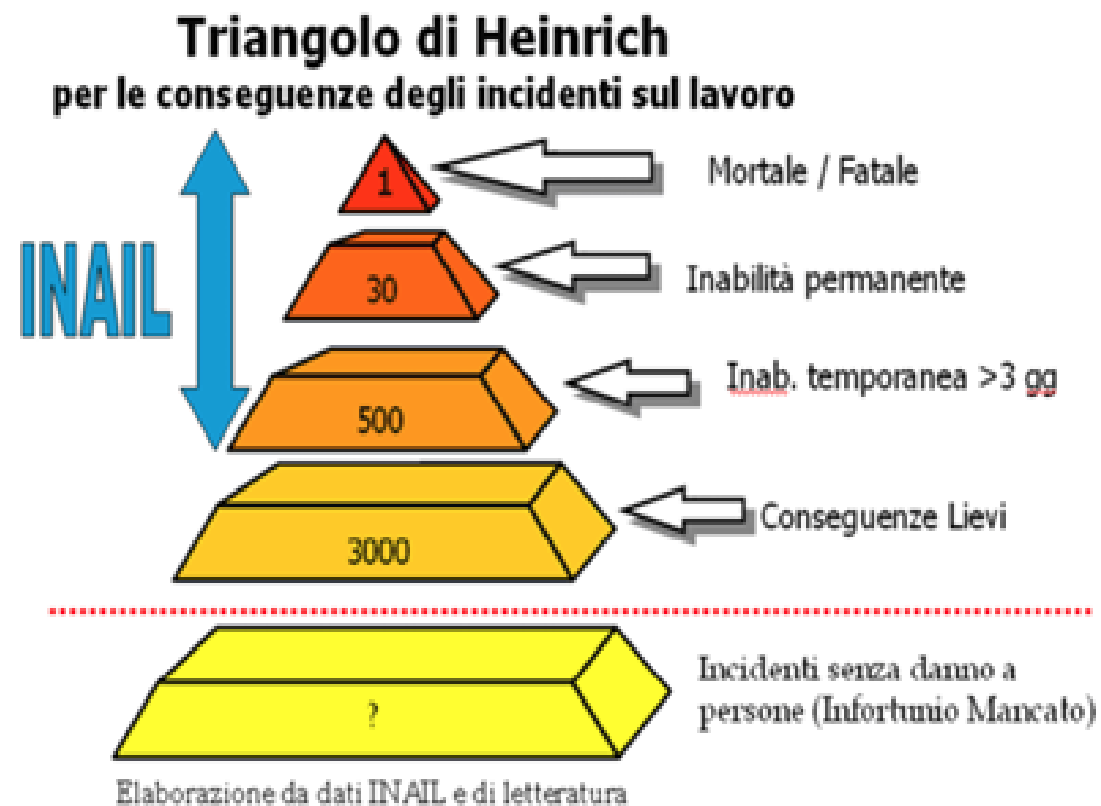 Triangolo di Heinrich
per le conseguenze degli incidenti sul lavoro
1
Mortale / Fatale
INAIL
30
Inabilità permanente
500
Inab. temporanea >3 gg
3000
Conseguenze Lievi
?
Incidenti senza danno a
persone (Infortunio Mancato)
Elaborazione da dati INAIL e di letteratura